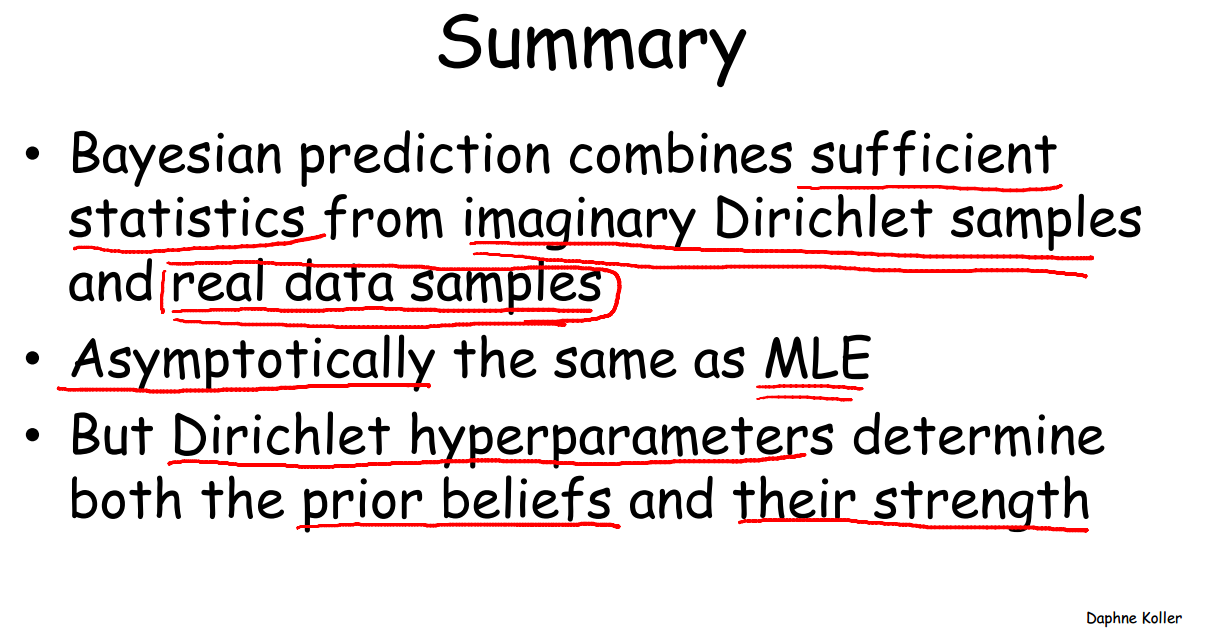 Summary
• Bayesian prediction combines sufficient
statistics from imaginary Dirichlet samples
and real data samples
• Asymptotically the same as MLE
• But Dirichlet hyperparameters determine
both the prior beliefs and their strength
Daphne Koller